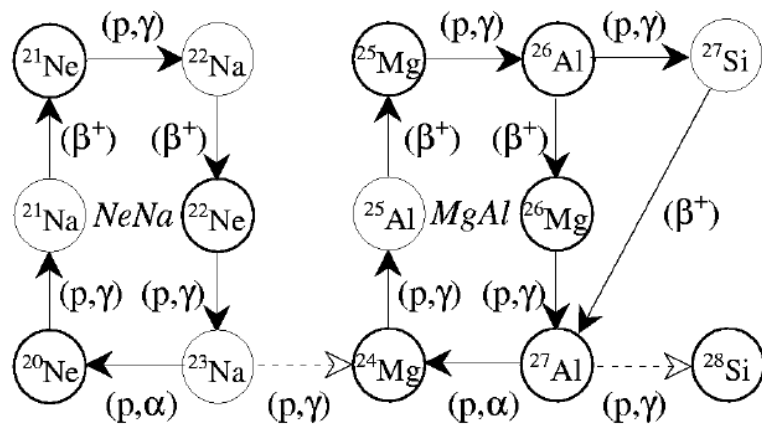 (p,γ) (p,γ) (p,γ)
²¹Ne ²²Na ²⁵Mg ²⁶Al ²⁷Si
(β⁺) (β⁺) (β⁺) (β⁺)
²¹Na NeNa ²²Ne ²⁵Al MgAl ²⁶Mg (β⁺)
(p,γ) (p,γ) (p,γ) (p,γ)
²⁰Ne ²³Na ²⁴Mg ²⁷Al ²⁸Si
(p,α) (p,γ) (p,α) (p,γ)